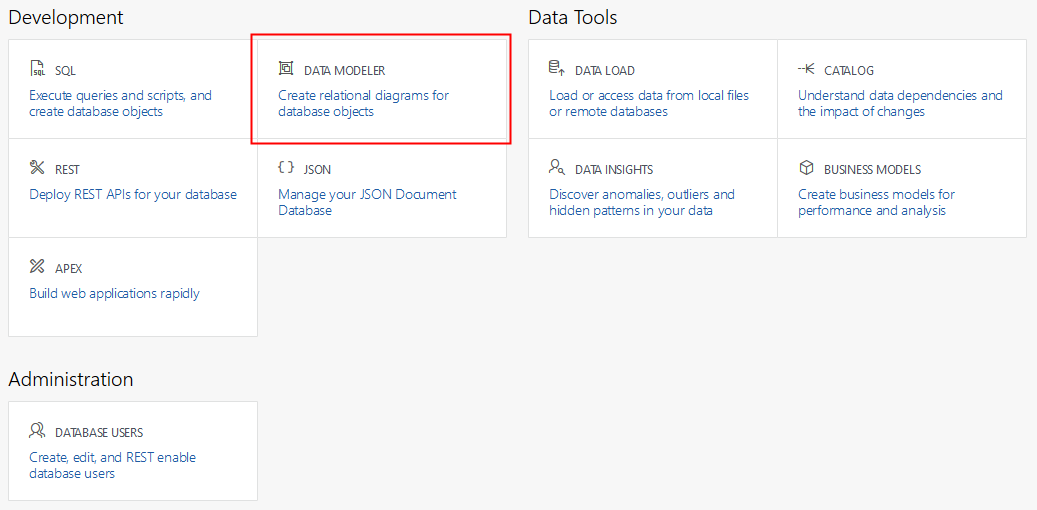 Development
SQL
Execute queries and scripts, and
create database objects
DATA MODELER
Create relational diagrams for
database objects
REST
Deploy REST APIs for your database
JSON
Manage your JSON Document
Database
APEX
Build web applications rapidly
Data Tools
DATA LOAD
Load or access data from local files
or remote databases
CATALOG
Understand data dependencies and
the impact of changes
DATA INSIGHTS
Discover anomalies, outliers and
hidden patterns in your data
BUSINESS MODELS
Create business models for
performance and analysis
Administration
DATABASE USERS
Create, edit, and REST enable
database users